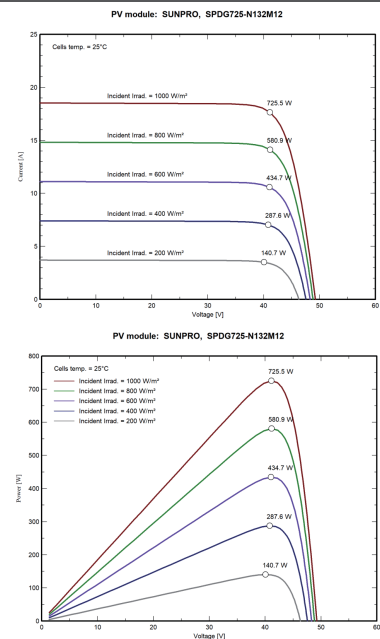 PV module: SUNPRO, SPDG725-N132M12
25
Cells temp. = 25°C
20
Incident Irrad. = 1000 W/m²
725.5 W
15
Incident Irrad. = 800 W/m²
580.9 W
Current [A]
Incident Irrad. = 600 W/m²
434.7 W
10
Incident Irrad. = 400 W/m²
287.6 W
5
Incident Irrad. = 200 W/m²
140.7 W
0
0 10 20 30 40 50 60
Voltage [V]
PV module: SUNPRO, SPDG725-N132M12
800
Cells temp. = 25°C
Incident Irrad. = 1000 W/m²
Incident Irrad. = 800 W/m²
Incident Irrad. = 600 W/m²
Incident Irrad. = 400 W/m²
Incident Irrad. = 200 W/m²
725.5 W
700
600
580.9 W
500
434.7 W
Power [W]
400
300
287.6 W
200
140.7 W
100
0
0 10 20 30 40 50 60
Voltage [V]